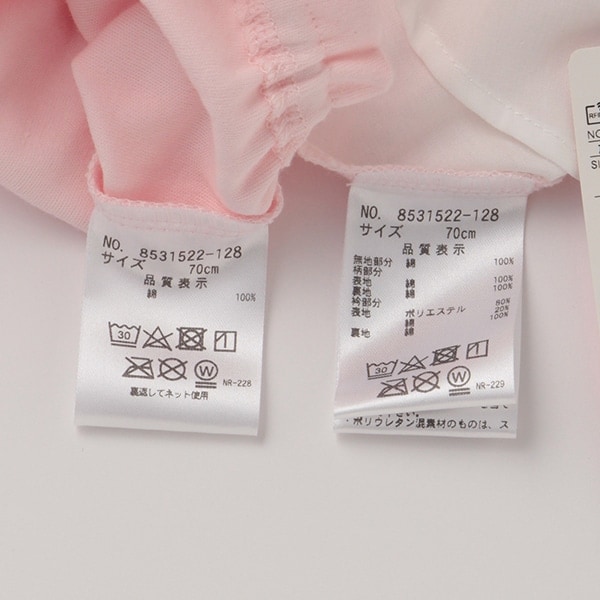 NO. 8531522-128
サイズ 70cm
品質表示
綿 100%
30
NR-228
裏返してネット使用
NO. 8531522-128
サイズ 70cm
品質表示
無地部分 綿 100%
柄部分
表地 綿 100%
裏地 綿 100%
衿部分
表地 ポリエステル 80%
綿 20%
裏地 綿 100%
30
NR-229
・ポリウレタン混素材のものは、ス
NO